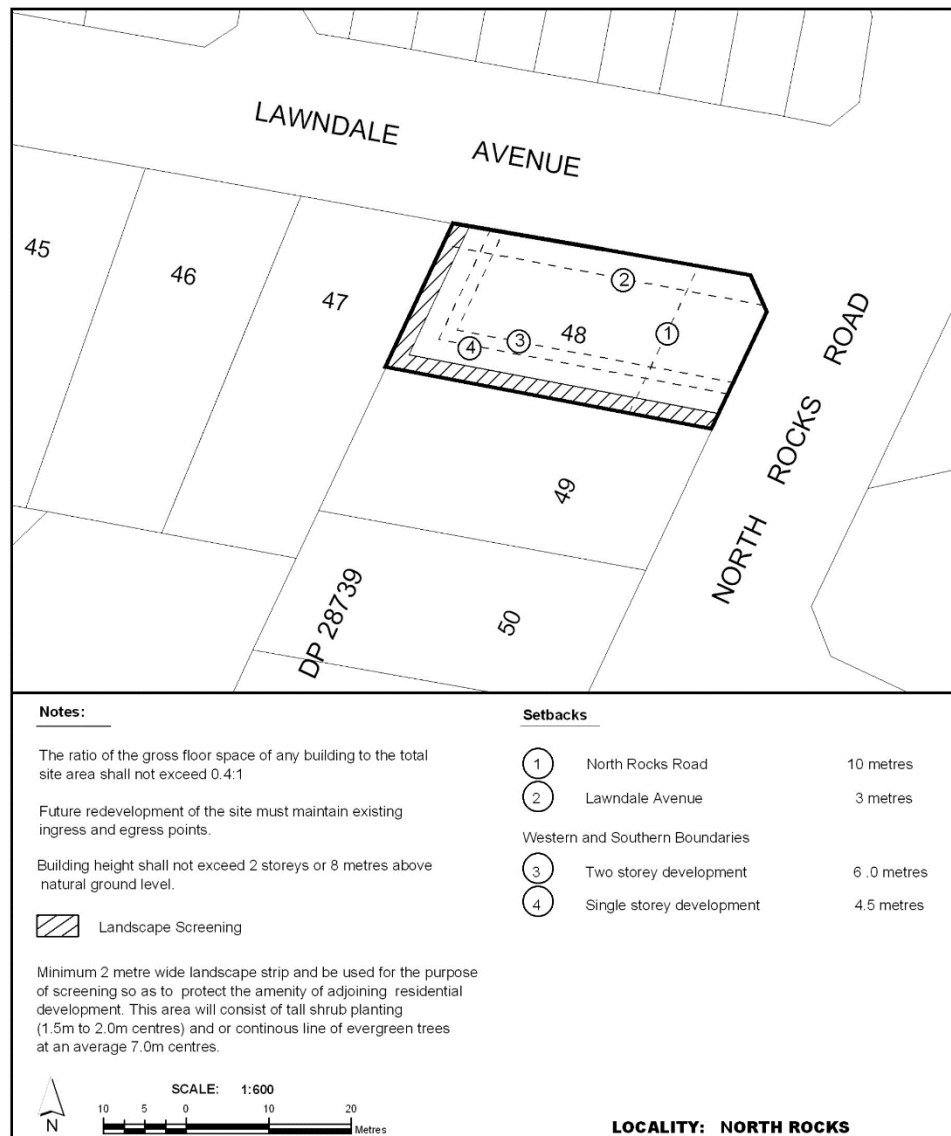 LAWNDALE AVENUE
45
46
47
48
2
1
3
4
49
50
DP 28739
NORTH ROCKS ROAD
Notes:
The ratio of the gross floor space of any building to the total
site area shall not exceed 0.4:1
Future redevelopment of the site must maintain existing
ingress and egress points.
Building height shall not exceed 2 storeys or 8 metres above
natural ground level.
Landscape Screening
Minimum 2 metre wide landscape strip and be used for the purpose
of screening so as to protect the amenity of adjoining residential
development. This area will consist of tall shrub planting
(1.5m to 2.0m centres) and or continous line of evergreen trees
at an average 7.0m centres.
Setbacks
1 North Rocks Road 10 metres
2 Lawndale Avenue 3 metres
Western and Southern Boundaries
3 Two storey development 6 .0 metres
4 Single storey development 4.5 metres
N
SCALE: 1:600
10 5 0 10 20
Metres
LOCALITY: NORTH ROCKS